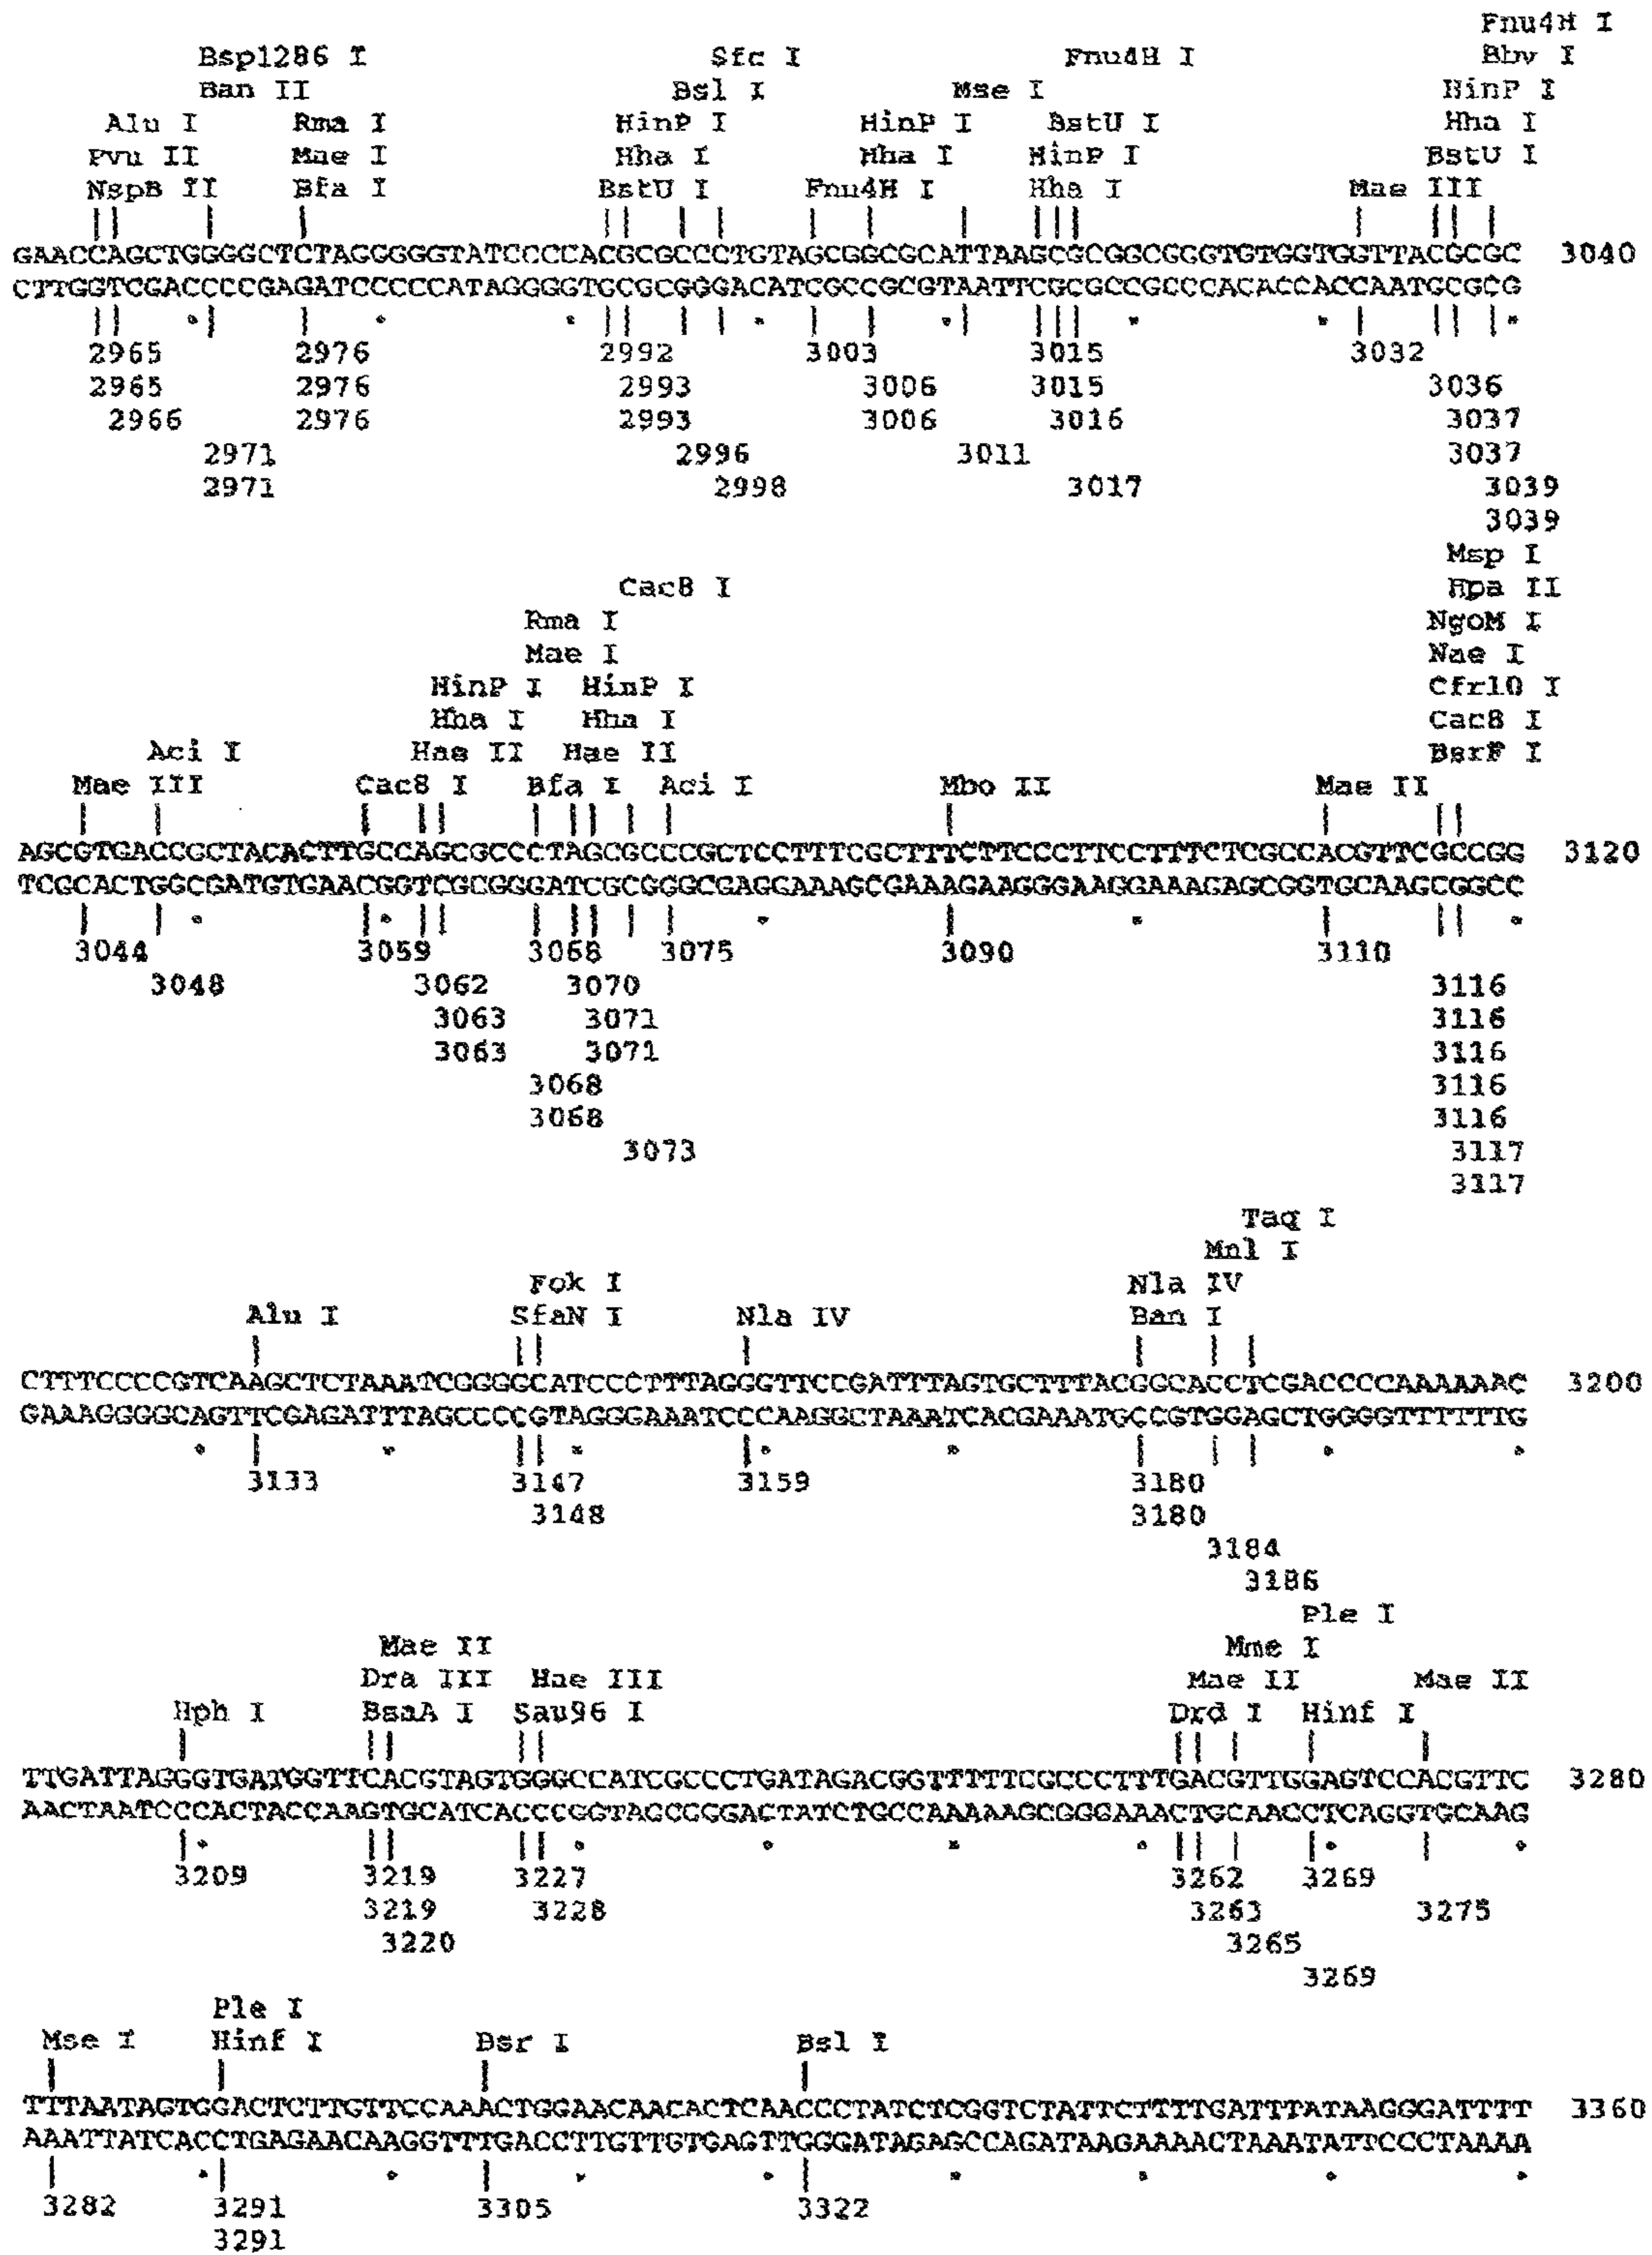 Fnu4H I
Bsp1286 I Sfc I Fnu4H I Bbv I
Ban II Bsl I Mse I HinP I
Alu I Rma I HinP I HinP I BstU I Hha I
Pvu II Mae I Hha I Hha I HinP I BstU I
NspB II Bfa I BstU I Fnu4H I Hha I Mae III
GAACCAGCTGGGGCTCTAGGGGGTATCCCCACGCGCCCTGTAGCGGCGCATTAAGCGCGGCGGGTGTGGTGGTTACGCGC 3040
CTTGGTCGACCCCGAGATCCCCCATAGGGGTGCGCGGGACATCGCCGCGTAATTCGCGCCGCCCACACCACCAATGCGCG
2965 2976 2992 3003 3015 3032
2965 2976 2993 3006 3015 3036
2966 2976 2993 3006 3016 3037
2971 2996 3011 3037
2971 2998 3017 3039
3039
Msp I
Cac8 I Hpa II
Rma I NgoM I
Mae I Nae I
HinP I HinP I Cfr10 I
Hha I Hha I Cac8 I
Aci I Hae II Hae II BsrF I
Mae III Cac8 I Bfa I Aci I Mbo II Mae II
AGCGTGACCGCTACACTTGCCAGCGCCCTAGCGCCCGCTCCTTTCGCTTTCTTCCCTTCCTTTCTCGCCACGTTCGCCGG 3120
TCGCACTGGCGATGTGAACGGTCGCGGGATCGCGGGCGAGGAAAGCGAAAGAAGGGAAGGAAAGAGCGGTGCAAGCGGCC
3044 3059 3068 3075 3090 3110
3048 3062 3070 3116
3063 3071 3116
3063 3071 3116
3068 3116
3068 3116
3073 3117
3117
Taq I
Mnl I
Fok I Nla IV
Alu I SfaN I Nla IV Ban I
CTTTCCCCGTCAAGCTCTAAATCGGGGCATCCCTTTAGGGTTCCGATTTAGTGCTTTACGGCACCTCGACCCCAAAAAAC 3200
GAAAGGGGCAGTTCGAGATTTAGCCCCGTAGGGAAATCCCAAGGCTAAATCACGAAATGCCGTGGAGCTGGGGTTTTTTG
3133 3147 3159 3180
3148 3180
3184
3186
Ple I
Mae II Mme I
Dra III Hae III Mae II Mae II
Hph I BsaA I Sau96 I Drd I Hinf I
TTGATTAGGGTGATGGTTCACGTAGTGGGCCATCGCCCTGATAGACGGTTTTTCGCCCTTTGACGTTGGAGTCCACGTTC 3280
AACTAATCCCACTACCAAGTGCATCACCCGGTAGCGGGACTATCTGCCAAAAAGCGGGAAACTGCAACCTCAGGTGCAAG
3209 3219 3227 3262 3269
3219 3228 3263 3275
3220 3265
3269
Ple I
Mse I Hinf I Bsr I Bsl I
TTTAATAGTGGACTCTTGTTCCAAACTGGAACAACACTCAACCCTATCTCGGTCTATTCTTTTGATTTATAAGGGATTTT 3360
AAATTATCACCTGAGAACAAGGTTTGACCTTGTTGTGAGTTGGGATAGAGCCAGATAAGAAAACTAAATATTCCCTAAAA
3282 3291 3305 3322
3291